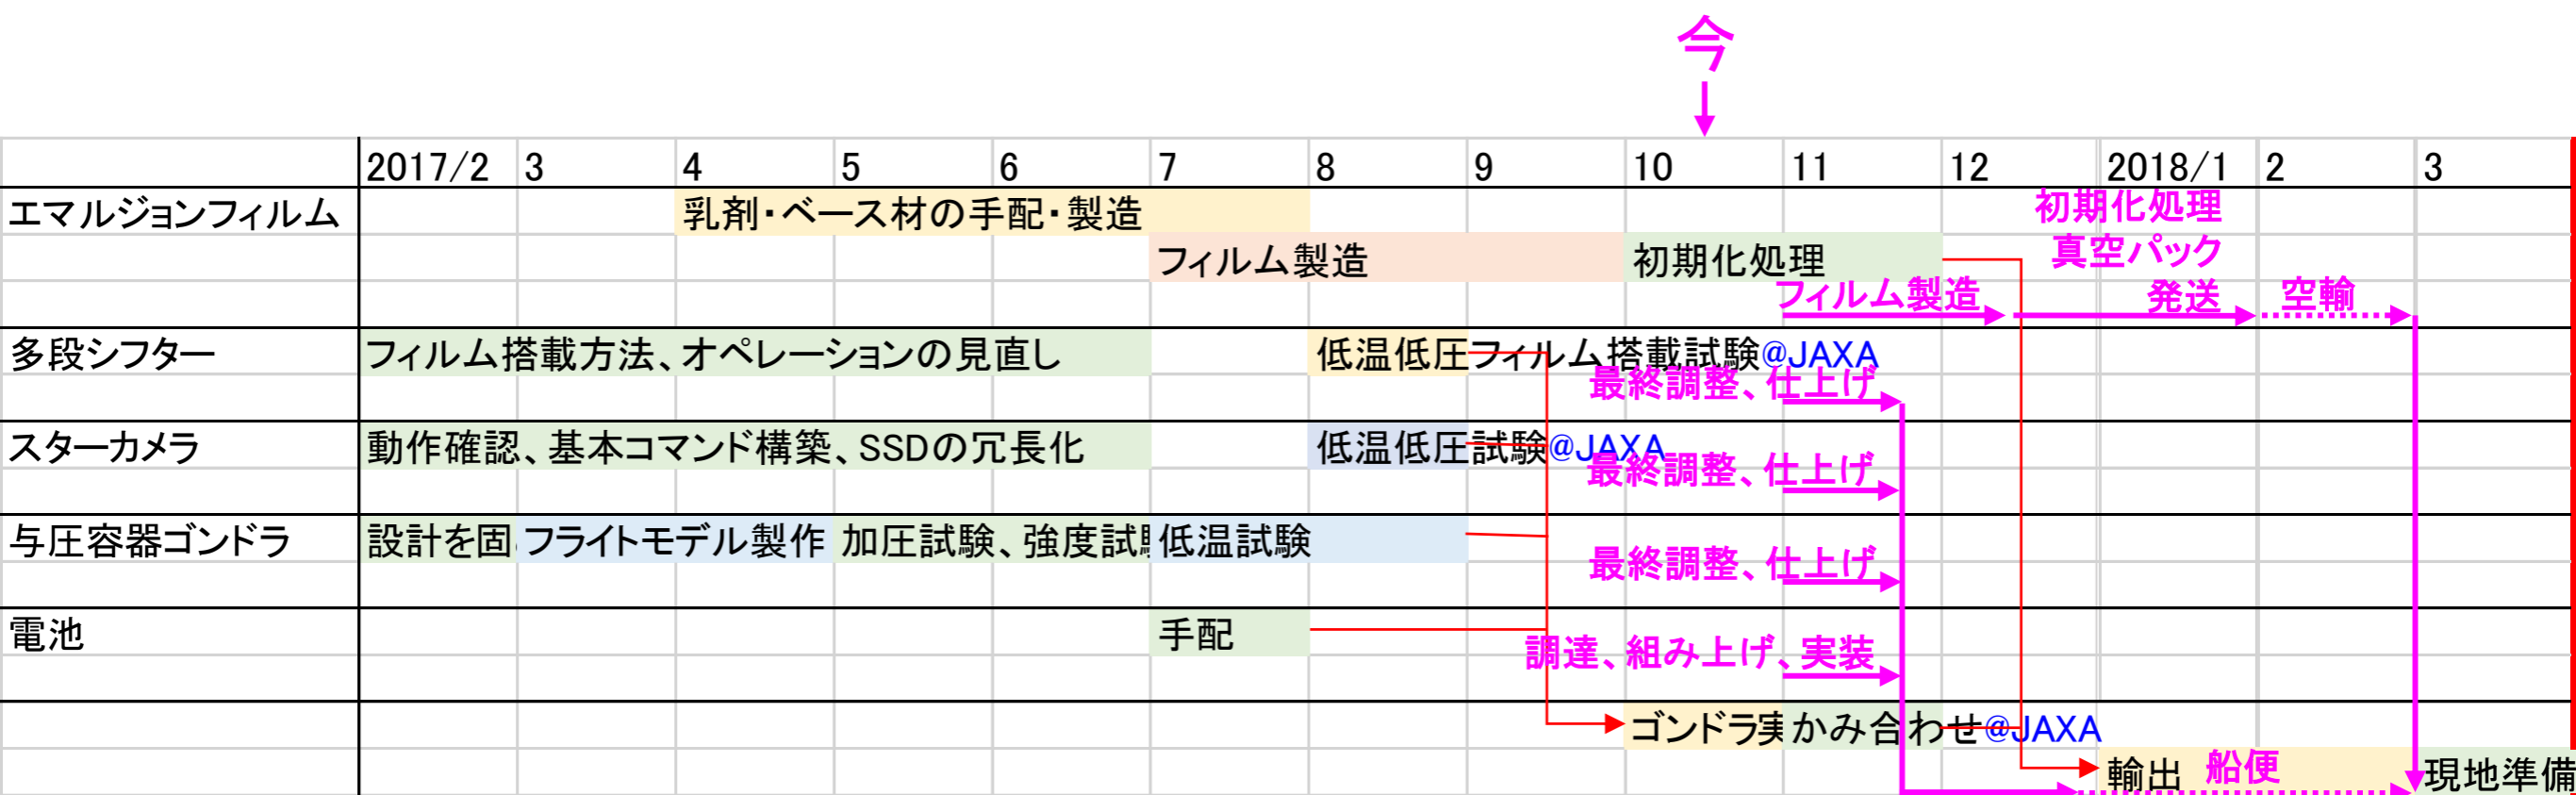 今
2017/2 3 4 5 6 7 8 9 10 11 12 2018/1 2 3
エマルジョンフィルム 乳剤・ベース材の手配・製造 初期化処理
フィルム製造 初期化処理 真空パック
フィルム製造 発送 空輸
多段シフター フィルム搭載方法、オペレーションの見直し 低温低圧フィルム搭載試験@JAXA
最終調整、仕上げ
スターカメラ 動作確認、基本コマンド構築、SSDの冗長化 低温低圧試験@JAXA
最終調整、仕上げ
与圧容器ゴンドラ 設計を固 フライトモデル製作 加圧試験、強度試 低温試験
最終調整、仕上げ
電池 手配
調達、組み上げ、実装
ゴンドラ実 かみ合わせ@JAXA
輸出 船便 現地準備